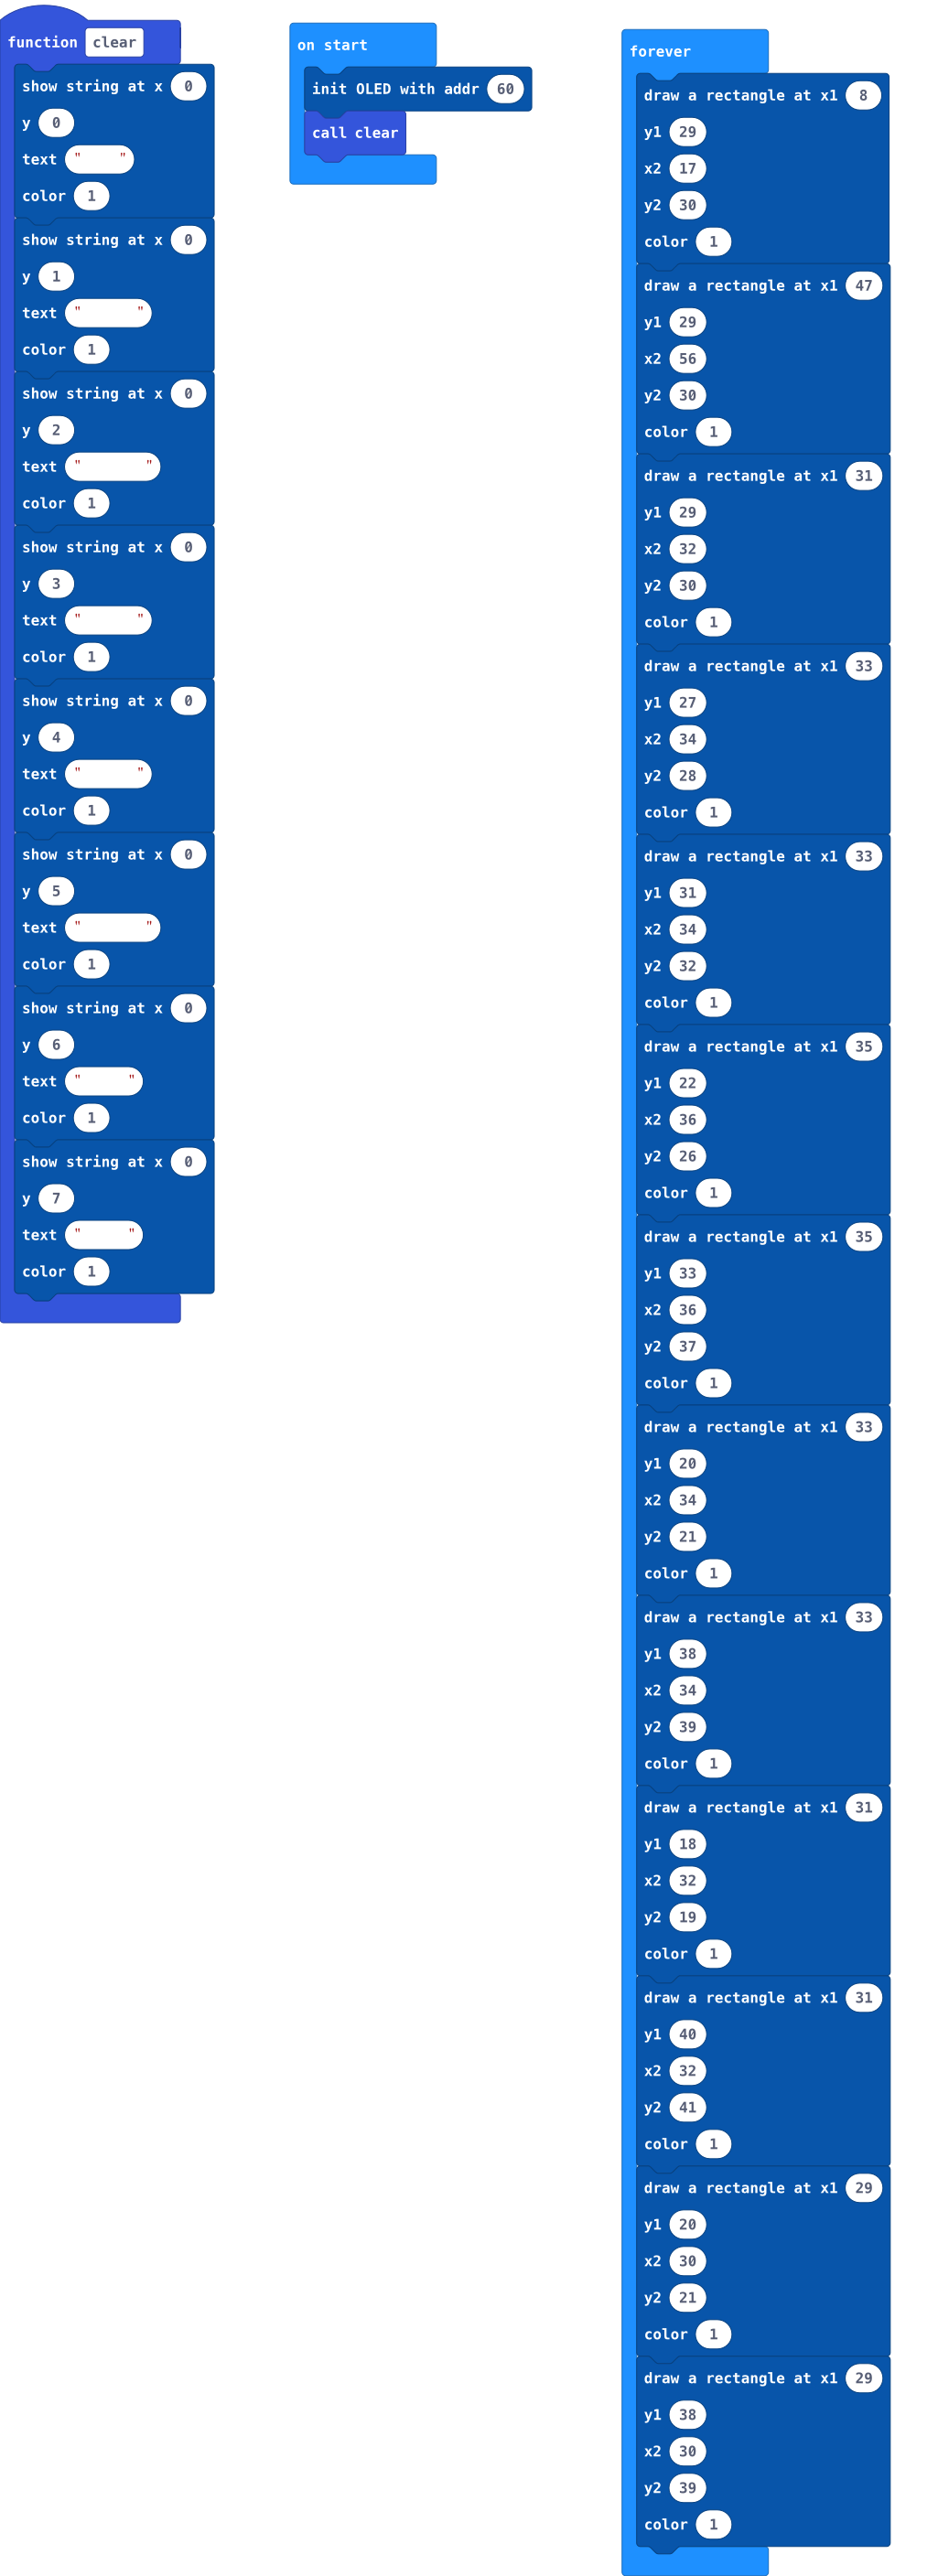 function clear
show string at x 0
y 0
text " "
color 1
show string at x 0
y 1
text " "
color 1
show string at x 0
y 2
text " "
color 1
show string at x 0
y 3
text " "
color 1
show string at x 0
y 4
text " "
color 1
show string at x 0
y 5
text " "
color 1
show string at x 0
y 6
text " "
color 1
show string at x 0
y 7
text " "
color 1
on start
init OLED with addr 60
call clear
forever
draw a rectangle at x1 8
y1 29
x2 17
y2 30
color 1
draw a rectangle at x1 47
y1 29
x2 56
y2 30
color 1
draw a rectangle at x1 31
y1 29
x2 32
y2 30
color 1
draw a rectangle at x1 33
y1 27
x2 34
y2 28
color 1
draw a rectangle at x1 33
y1 31
x2 34
y2 32
color 1
draw a rectangle at x1 35
y1 22
x2 36
y2 26
color 1
draw a rectangle at x1 35
y1 33
x2 36
y2 37
color 1
draw a rectangle at x1 33
y1 20
x2 34
y2 21
color 1
draw a rectangle at x1 33
y1 38
x2 34
y2 39
color 1
draw a rectangle at x1 31
y1 18
x2 32
y2 19
color 1
draw a rectangle at x1 31
y1 40
x2 32
y2 41
color 1
draw a rectangle at x1 29
y1 20
x2 30
y2 21
color 1
draw a rectangle at x1 29
y1 38
x2 30
y2 39
color 1